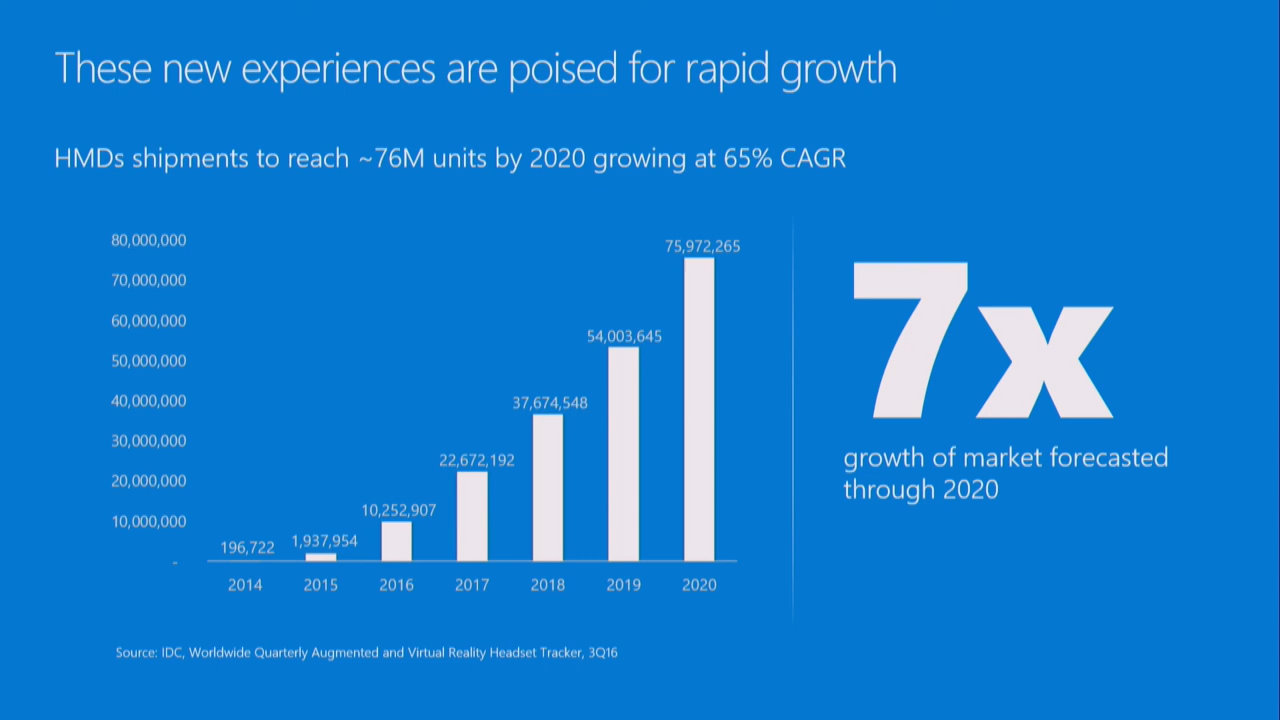 These new experiences are poised for rapid growth
HMDs shipments to reach ~76M units by 2020 growing at 65% CAGR
80,000,000
70,000,000
60,000,000
50,000,000
40,000,000
30,000,000
20,000,000
10,000,000
-
196,722
1,937,954
10,252,907
22,672,192
37,674,548
54,003,645
75,972,265
2014 2015 2016 2017 2018 2019 2020
7x
growth of market forecasted
through 2020
Source: IDC, Worldwide Quarterly Augmented and Virtual Reality Headset Tracker, 3Q16